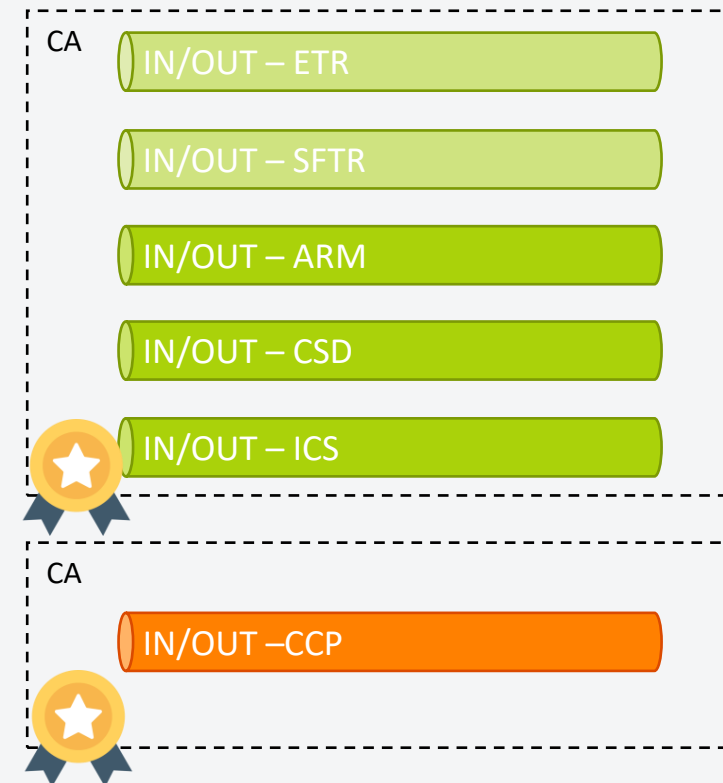 CA
IN/OUT – ETR
IN/OUT – SFTR
IN/OUT – ARM
IN/OUT – CSD
IN/OUT – ICS
CA
IN/OUT –CCP